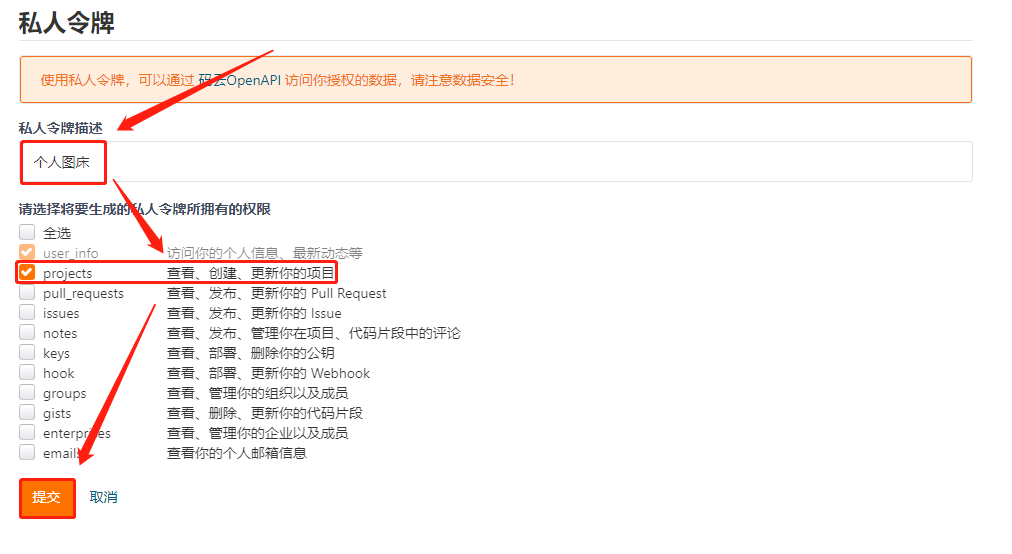 私人令牌
使用私人令牌，可以通过 码云OpenAPI 访问你授权的数据，请注意数据安全！
私人令牌描述
个人图床
请选择将要生成的私人令牌所拥有的权限
全选
user_info 访问你的个人信息、最新动态等
projects 查看、创建、更新你的项目
pull_requests 查看、发布、更新你的 Pull Request
issues 查看、发布、更新你的 Issue
notes 查看、发布、管理你在项目、代码片段中的评论
keys 查看、部署、删除你的公钥
hook 查看、部署、更新你的 Webhook
groups 查看、管理你的组织以及成员
gists 查看、删除、更新你的代码片段
enterprises 查看、管理你的企业以及成员
emails 查看你的个人邮箱信息
提交 取消